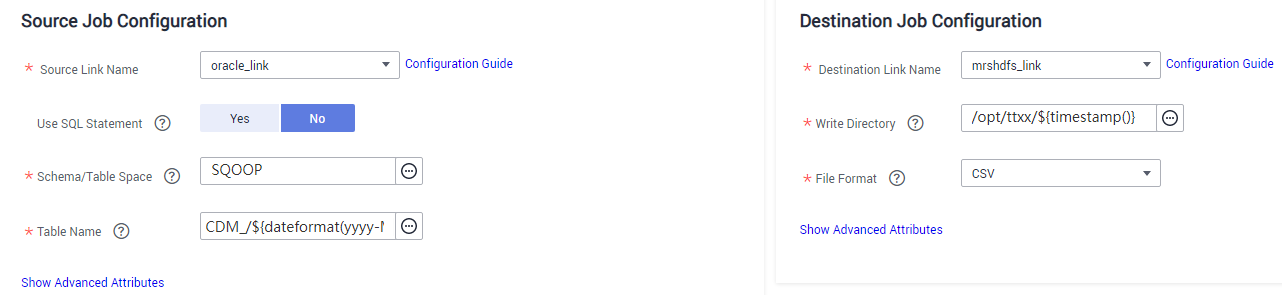 Source Job Configuration
* Source Link Name oracle_link Configuration Guide
Use SQL Statement ? Yes No
* Schema/Table Space ? SQOOP
* Table Name ? CDM_/${dateformat(yyyy-M
Show Advanced Attributes
Destination Job Configuration
* Destination Link Name mrshdfs_link Configuration Guide
* Write Directory ? /opt/ttxx/${timestamp()}
* File Format ? CSV
Show Advanced Attributes